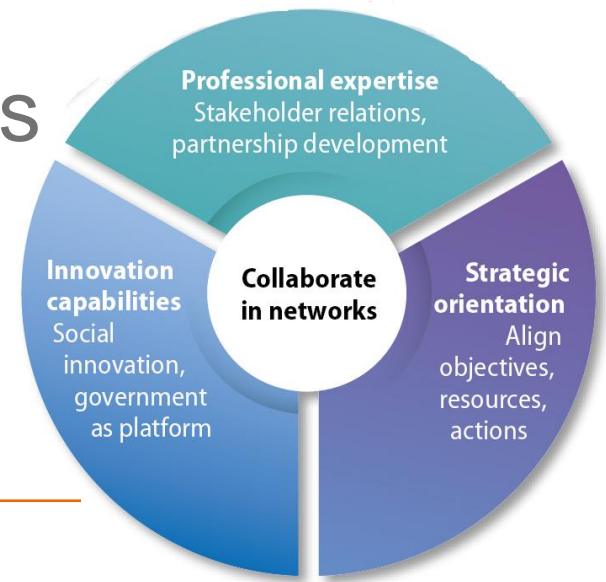 s
Professional expertise
Stakeholder relations,
partnership development
Innovation
capabilities
Social
innovation,
government
as platform
Collaborate
in networks
Strategic
orientation
Align
objectives,
resources,
actions